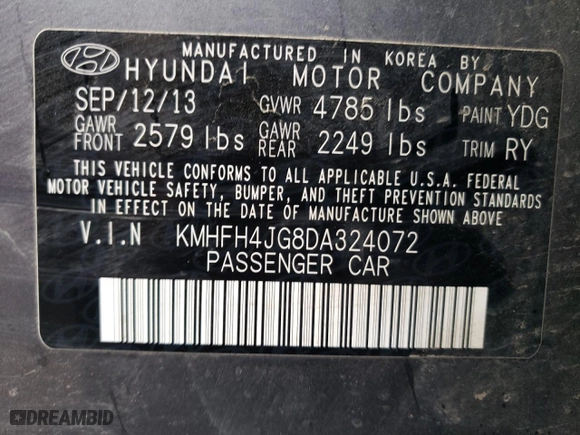 MANUFACTURED IN KOREA BY
HYUNDAI MOTOR COMPANY
SEP/12/13 GVWR 4785 lbs PAINT YDG
GAWR FRONT 2579 lbs GAWR REAR 2249 lbs TRIM RY
THIS VEHICLE CONFORMS TO ALL APPLICABLE U.S.A. FEDERAL
MOTOR VEHICLE SAFETY, BUMPER, AND THEFT PREVENTION STANDARDS
IN EFFECT ON THE DATE OF MANUFACTURE SHOWN ABOVE
V.I.N KMHFH4JG8DA324072
PASSENGER CAR
DREAMBID